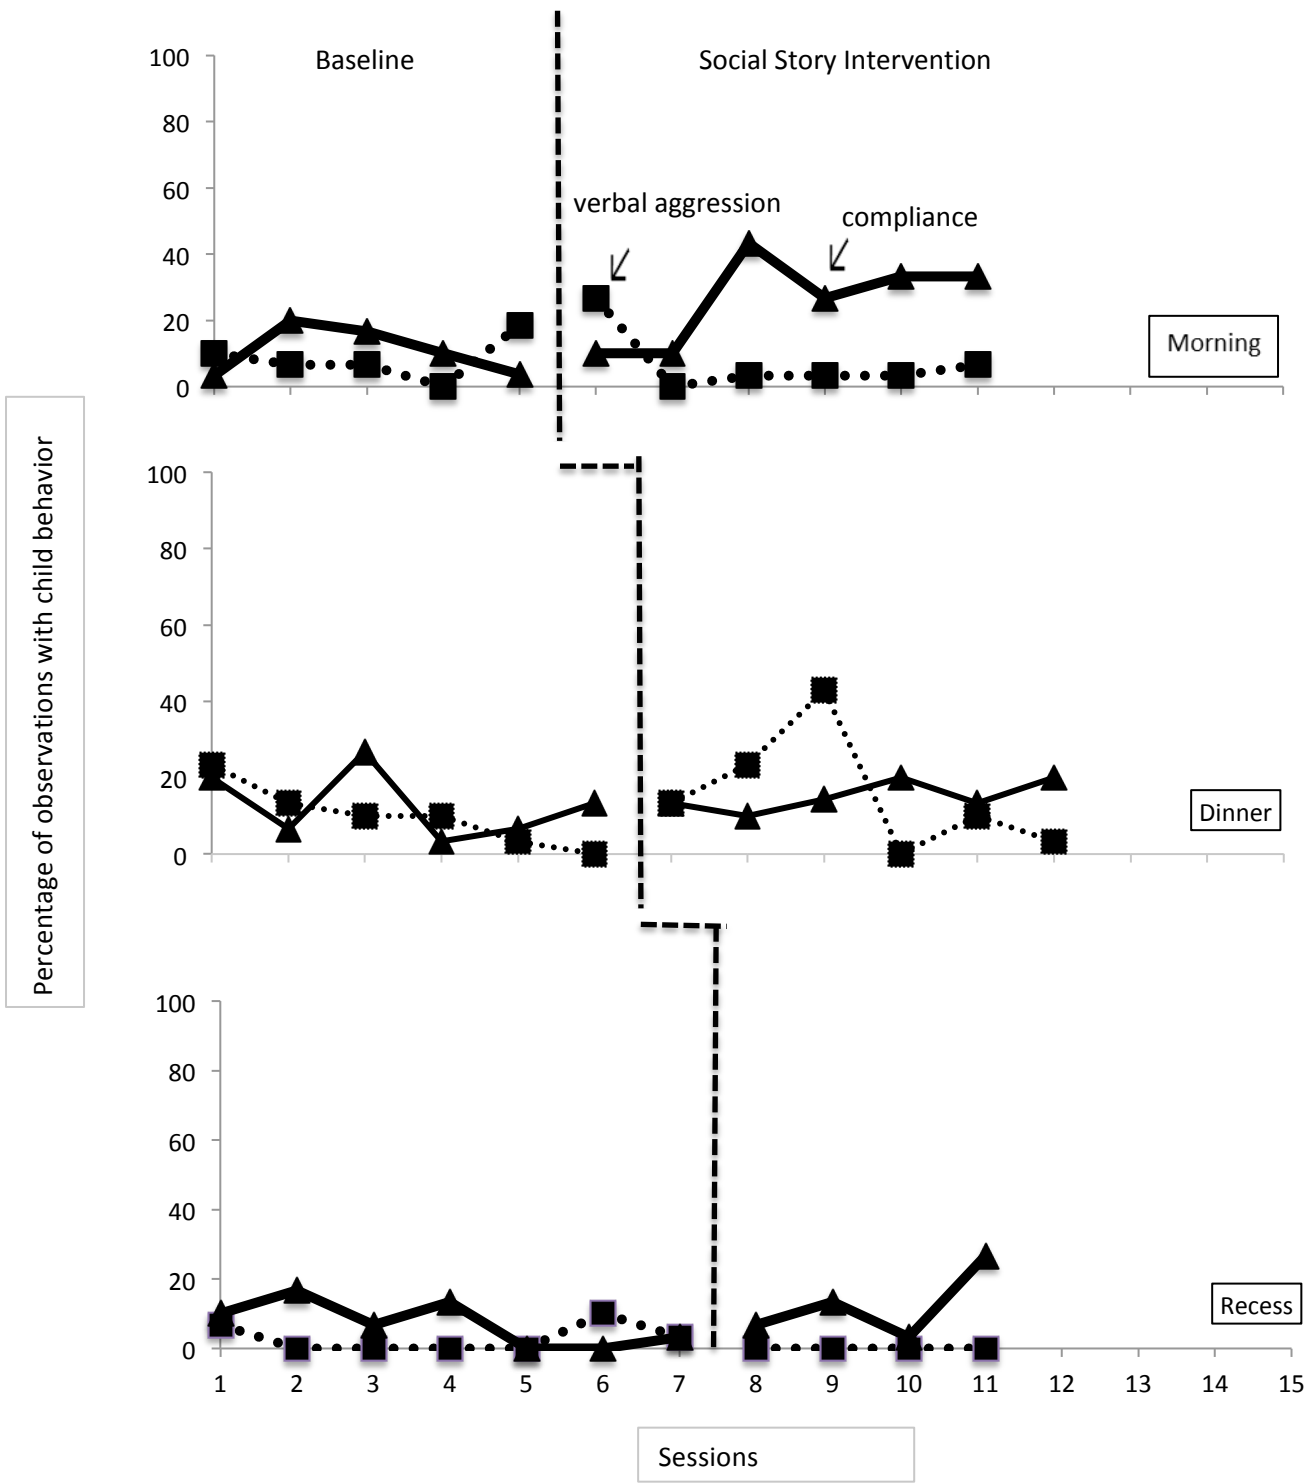 Baseline
Social Story Intervention
100
80
60
40
20
0
verbal aggression
compliance
Morning
Percentage of observations with child behavior
100
80
60
40
20
0
Dinner
100
80
60
40
20
0
Recess
1 2 3 4 5 6 7 8 9 10 11 12 13 14 15
Sessions